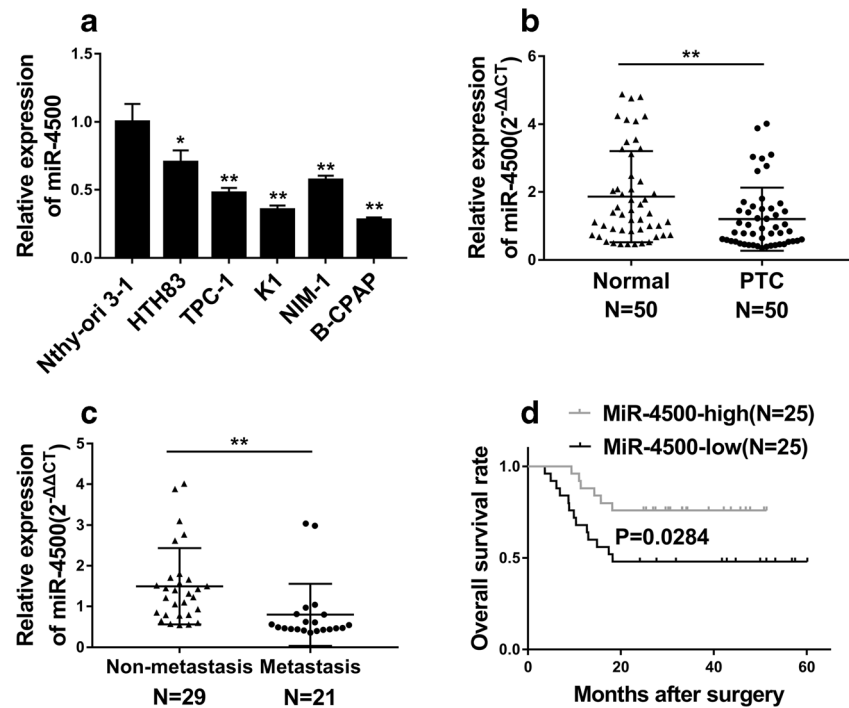 a
Relative expression
of miR-4500
1.5
1.0
0.5
0.0
*
**
**
**
**
Nthy-ori 3-1
HTH83
TPC-1
K1
NIM-1
B-CPAP
b
Relative expression
of miR-4500(2-ΔΔCT)
6
4
2
0
**
Normal
PTC
N=50
N=50
c
Relative expression
of miR-4500(2-ΔΔCT)
5
4
3
2
1
0
**
Non-metastasis
Metastasis
N=29
N=21
d
MiR-4500-high(N=25)
MiR-4500-low(N=25)
Overall survival rate
1.0
0.5
0.0
P=0.0284
0
20
40
60
Months after surgery